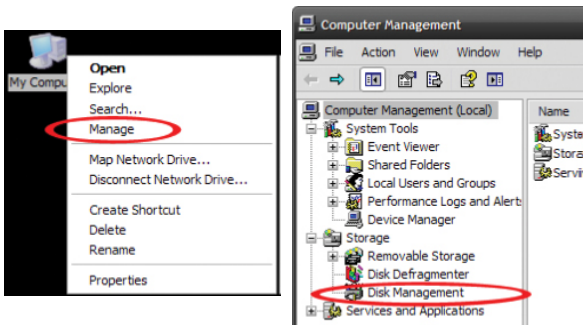 My Compu
Open
Explore
Search...
Manage
Map Network Drive...
Disconnect Network Drive...
Create Shortcut
Delete
Rename
Properties
Computer Management
File Action View Window Help
Computer Management (Local)
System Tools
Event Viewer
Shared Folders
Local Users and Groups
Performance Logs and Alert
Device Manager
Storage
Removable Storage
Disk Defragmenter
Disk Management
Services and Applications
Name
Syste
Stora
Servi